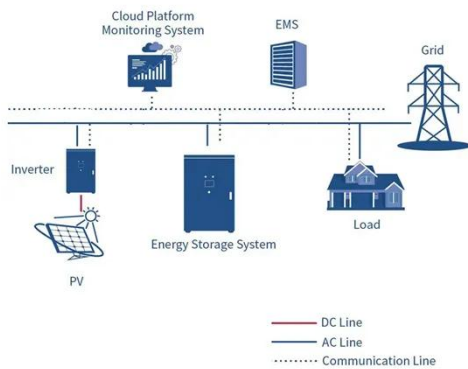 Cloud Platform
Monitoring System
EMS
Grid
Inverter
Energy Storage System
Load
PV
DC Line
AC Line
Communication Line